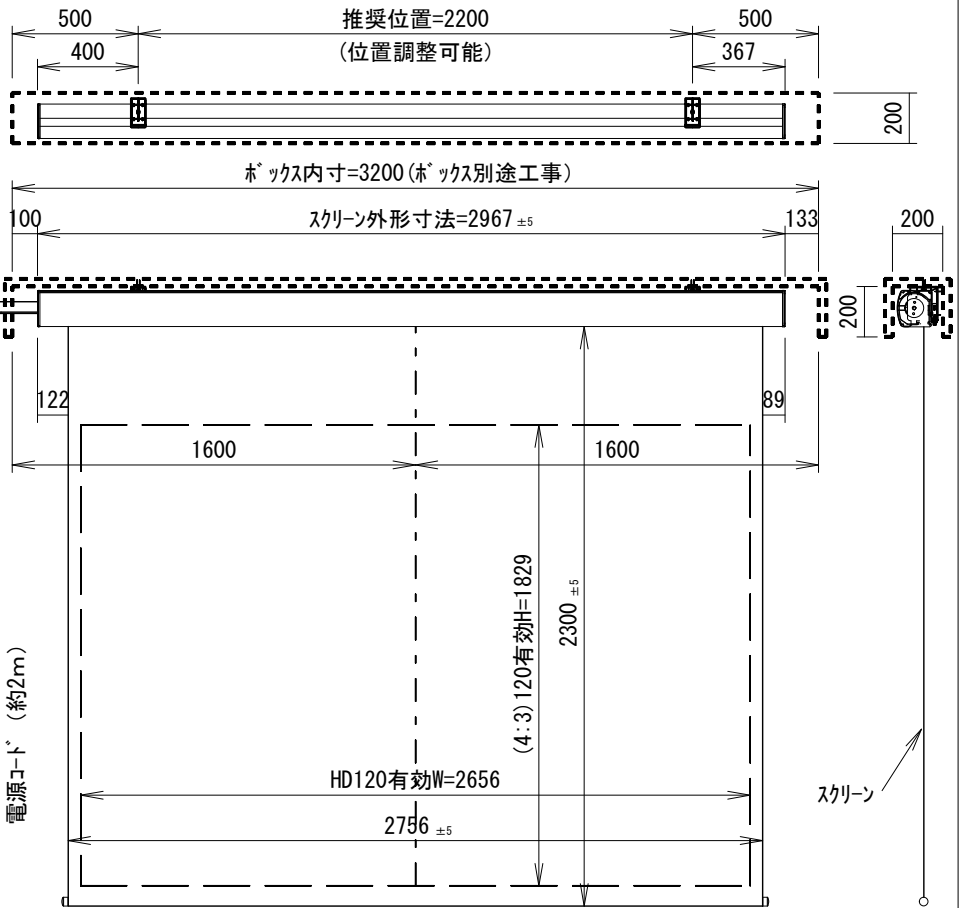 500
推奨位置=2200
500
400
(位置調整可能)
367
200
ﾎﾞｯｸｽ内寸=3200(ﾎﾞｯｸｽ別途工事)
100
ｽｸﾘｰﾝ外形寸法=2967 ±5
133
200
200
122
89
1600
1600
(4:3)120有効H=1829
2300 ±5
電源ｺｰﾄﾞ (約2m)
HD120有効W=2656
ｽｸﾘｰﾝ
2756 ±5